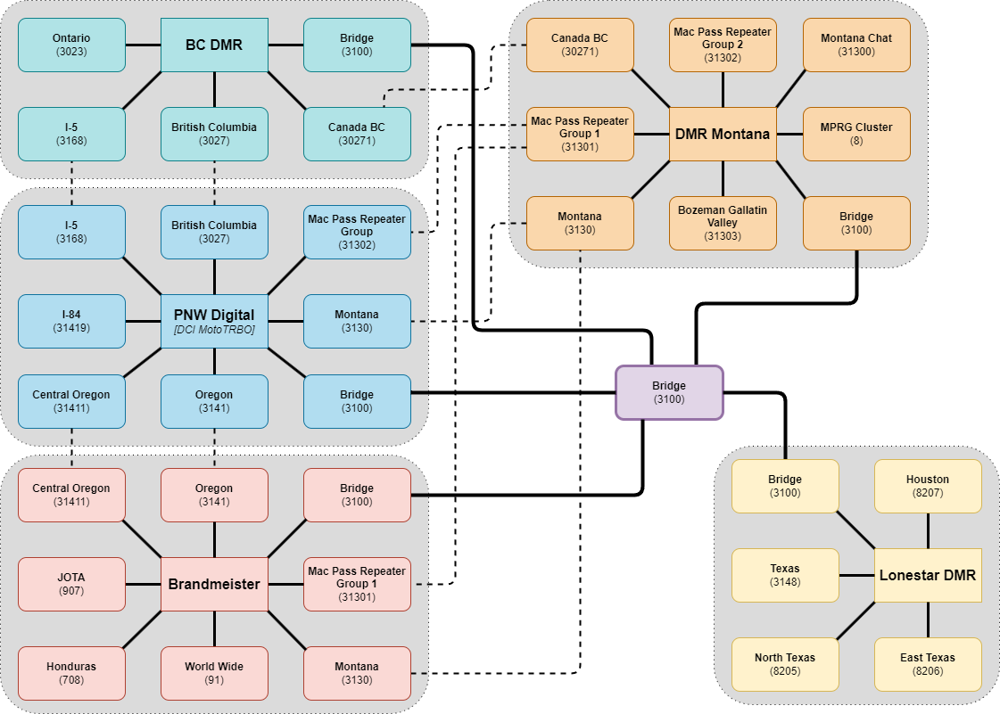 Ontario
(3023)
BC DMR
Bridge
(3100)
I-5
(3168)
British Columbia
(3027)
Canada BC
(30271)
Canada BC
(30271)
Mac Pass Repeater
Group 2
(31302)
Montana Chat
(31300)
Mac Pass Repeater
Group 1
(31301)
DMR Montana
MPRG Cluster
(8)
Montana
(3130)
Bozeman Gallatin
Valley
(31303)
Bridge
(3100)
I-5
(3168)
British Columbia
(3027)
Mac Pass Repeater
Group
(31302)
I-84
(31419)
PNW Digital
[DCI MotoTRBO]
Montana
(3130)
Central Oregon
(31411)
Oregon
(3141)
Bridge
(3100)
Bridge
(3100)
Central Oregon
(31411)
Oregon
(3141)
Bridge
(3100)
JOTA
(907)
Brandmeister
Mac Pass Repeater
Group 1
(31301)
Honduras
(708)
World Wide
(91)
Montana
(3130)
Bridge
(3100)
Houston
(8207)
Texas
(3148)
Lonestar DMR
North Texas
(8205)
East Texas
(8206)